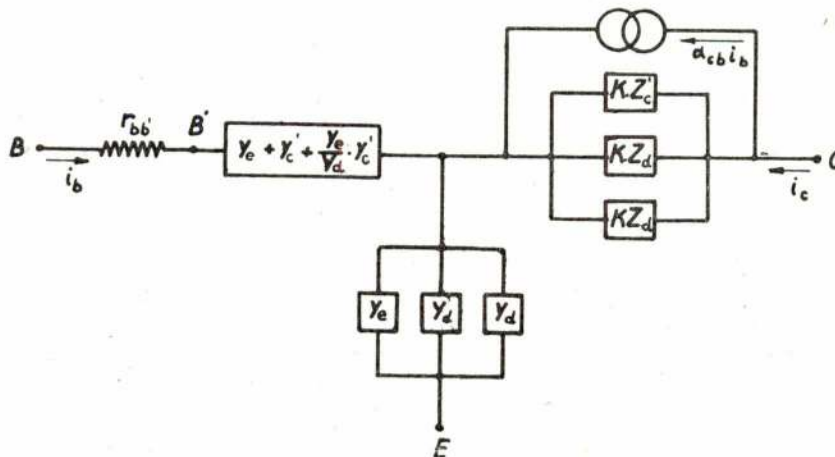 α_cb i_b
KZ'_c
r_bb'
B'
B
Y_e + Y'_c + Y_e/Y_d · Y'_c
KZ_d
C
i_b
i_c
KZ_d
Y_e
Y'_d
Y_d
E